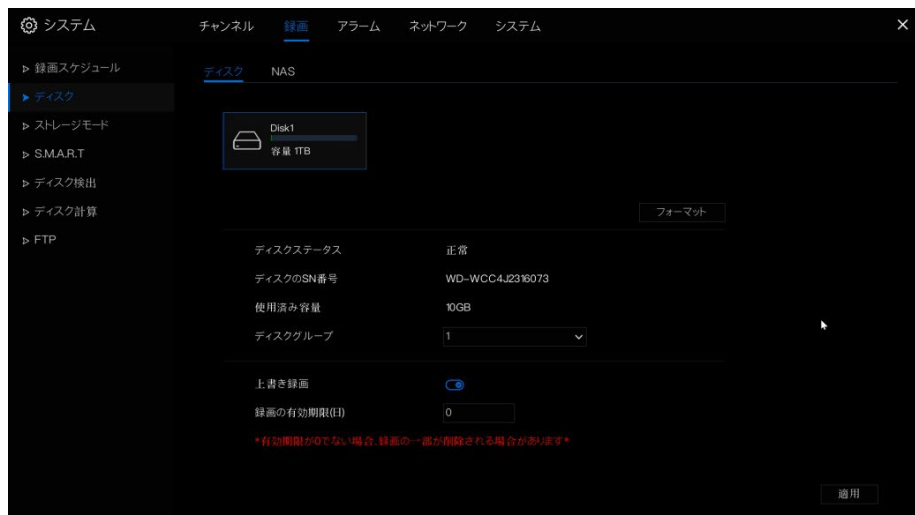 システム
チャンネル 録画 アラーム ネットワーク システム
録画スケジュール
ディスク
ストレージモード
S.M.A.R.T
ディスク検出
ディスク計算
FTP
ディスク NAS
Disk1
容量 1TB
フォーマット
ディスクステータス 正常
ディスクのSN番号 WD-WCC4J2316073
使用済み容量 10GB
ディスクグループ 1
上書き録画
録画の有効期限(日) 0
*有効期限が0でない場合、録画の一部が削除される場合があります*
適用